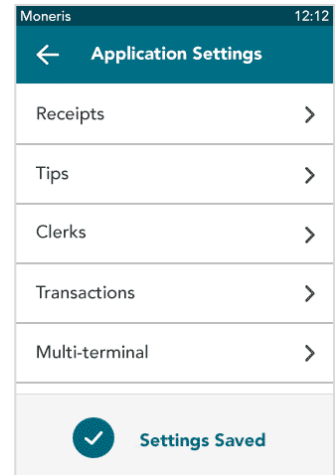 Moneris 12:12
Application Settings
Receipts
Tips
Clerks
Transactions
Multi-terminal
Settings Saved